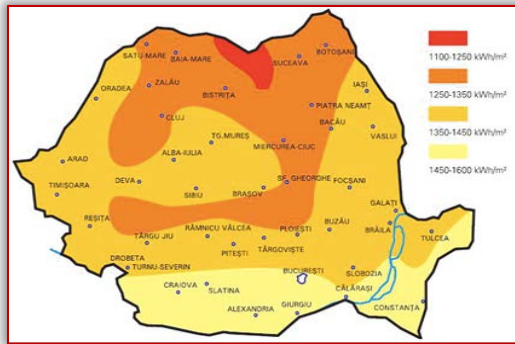 SATU-MARE
BAIA-MARE
SUCEAVA
BOTOȘANI
1100-1250 kWh/m²
ORADEA
ZALĂU
BISTRIȚA
IAȘI
1250-1350 kWh/m²
CLUJ
PIATRA NEAMȚ
BACĂU
TG.MUREȘ
MIERCUREA-CIUC
VASLUI
1350-1450 kWh/m²
ARAD
ALBA-IULIA
TIMIȘOARA
DEVA
SIBIU
BRAȘOV
SF. GHEORGHE
FOCȘANI
1450-1600 kWh/m²
REȘIȚA
GALAȚI
TÂRGU JIU
RÂMNICU VÂLCEA
PLOIEȘTI
BUZĂU
BRĂILA
TULCEA
PITEȘTI
TÂRGOVIȘTE
DROBETA
TURNU-SEVERIN
BUCUREȘTI
SLOBOZIA
CRAIOVA
SLATINA
CĂLĂRAȘI
ALEXANDRIA
GIURGIU
CONSTANȚA